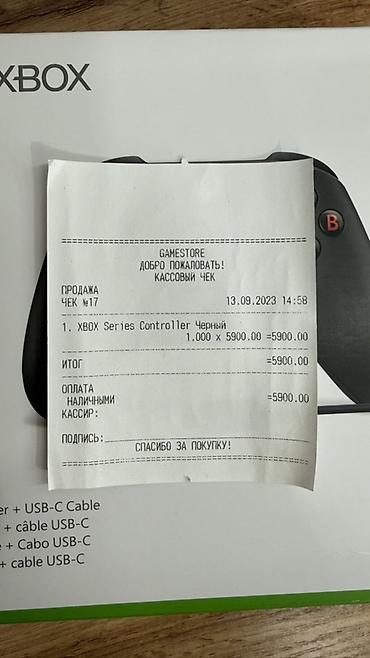 XBOX
B
GAMESTORE
ДОБРО ПОЖАЛОВАТЬ!
КАССОВЫЙ ЧЕК
ПРОДАЖА
ЧЕК №17 13.09.2023 14:58
1. XBOX Series Controller Черный
1.000 x 5900.00 =5900.00
ИТОГ =5900.00
ОПЛАТА
НАЛИЧНЫМИ =5900.00
КАССИР:
ПОДПИСЬ:
СПАСИБО ЗА ПОКУПКУ!
er + USB-C Cable
+ câble USB-C
+ Cabo USB-C
+ cable USB-C